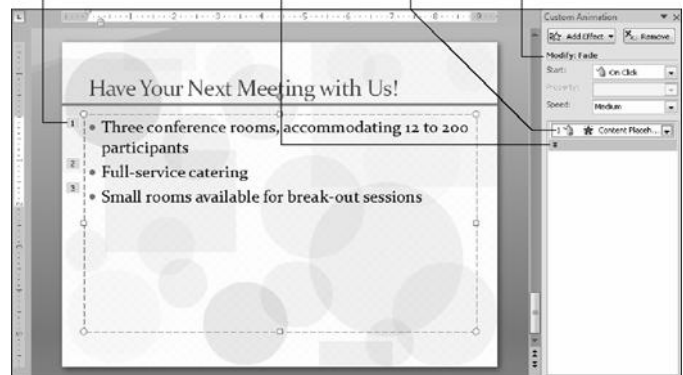 Custom Animation
Add Effect
Remove
Modify: Fade
Start:
On Click
Property:
Speed:
Medium
1 Content Placeh...
Have Your Next Meeting with Us!
1
• Three conference rooms, accommodating 12 to 200
participants
2
• Full-service catering
3
• Small rooms available for break-out sessions